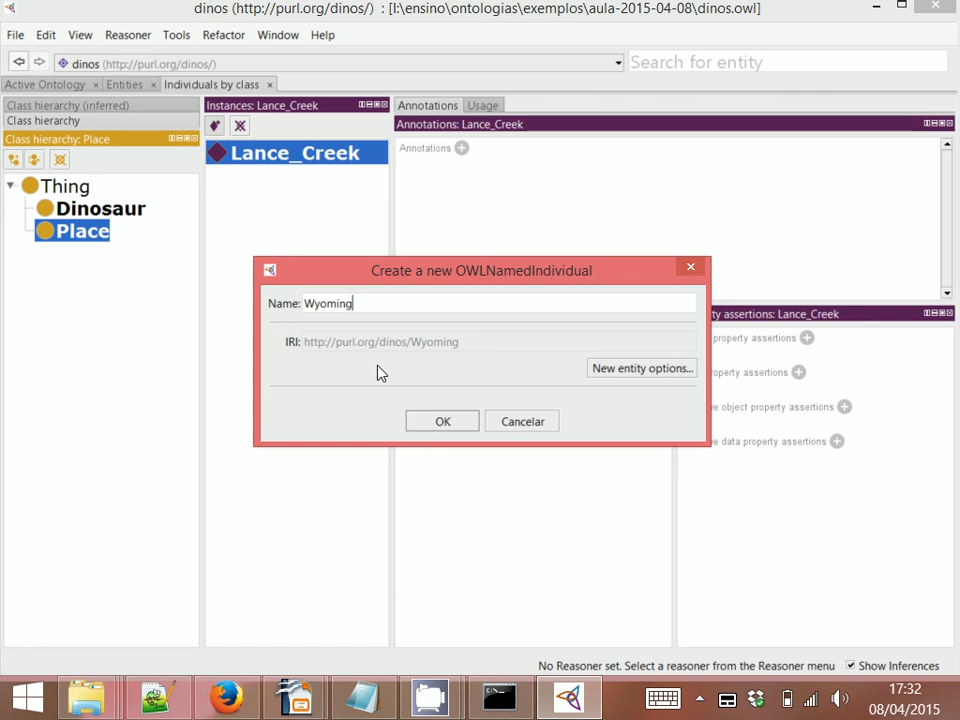 dinos (http://purl.org/dinos/) : [I:\ensino\ontologias\exemplos\aula-2015-04-08\dinos.owl]
File Edit View Reasoner Tools Refactor Window Help
dinos (http://purl.org/dinos/)
Search for entity
Active Ontology × Entities × Individuals by class ×
Class hierarchy (inferred)
Class hierarchy
Class hierarchy: Place
Thing
Dinosaur
Place
Instances: Lance_Creek
Lance_Creek
Annotations Usage
Annotations: Lance_Creek
Annotations
Create a new OWLNamedIndividual
Name: Wyoming
IRI: http://purl.org/dinos/Wyoming
New entity options...
OK Cancelar
ty assertions: Lance_Creek
property assertions
property assertions
e object property assertions
e data property assertions
No Reasoner set. Select a reasoner from the Reasoner menu
Show Inferences
17:32
08/04/2015